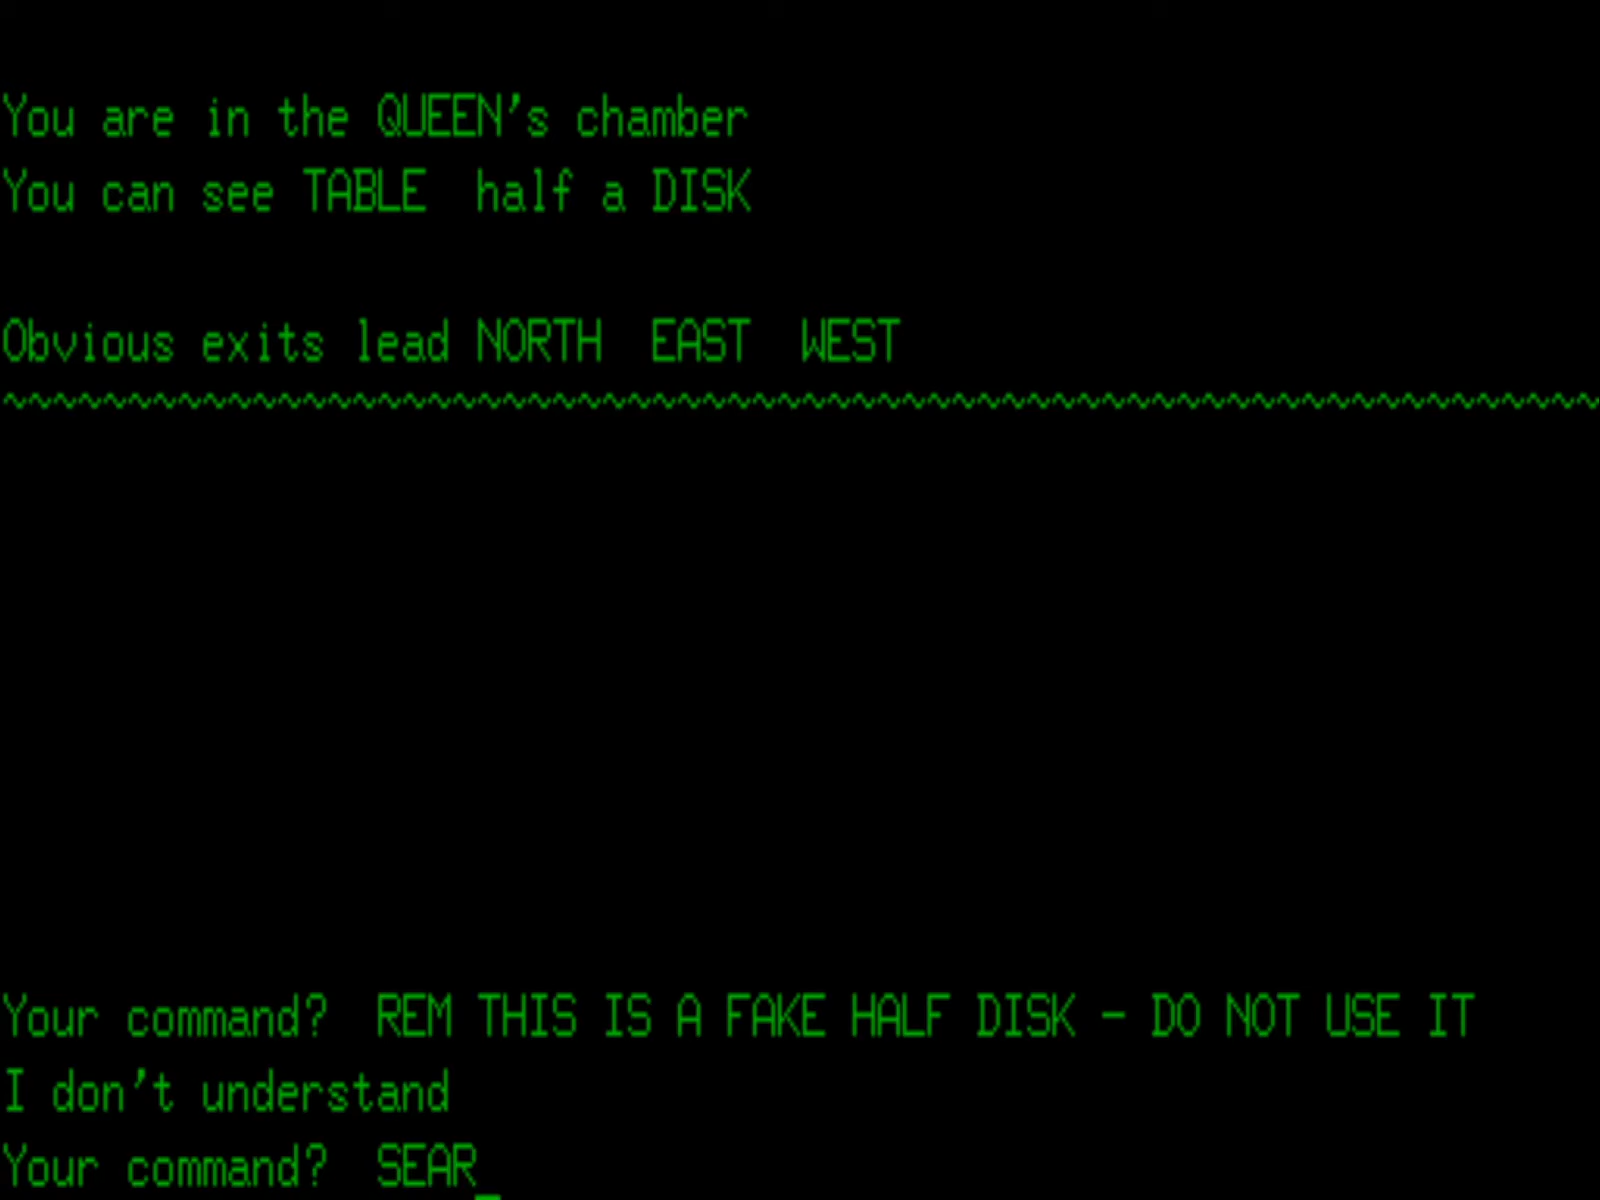 You are in the QUEEN's chamber
You can see TABLE  half a DISK
Obvious exits lead NORTH  EAST  WEST
~~~~~~~~~~~~~~~~~~~~~~~~~~~~~~~~~~~~~~~~~~~~~~~~~~~~~~~~~~~~~~~~
Your command?  REM THIS IS A FAKE HALF DISK - DO NOT USE IT
I don't understand
Your command?  SEAR_